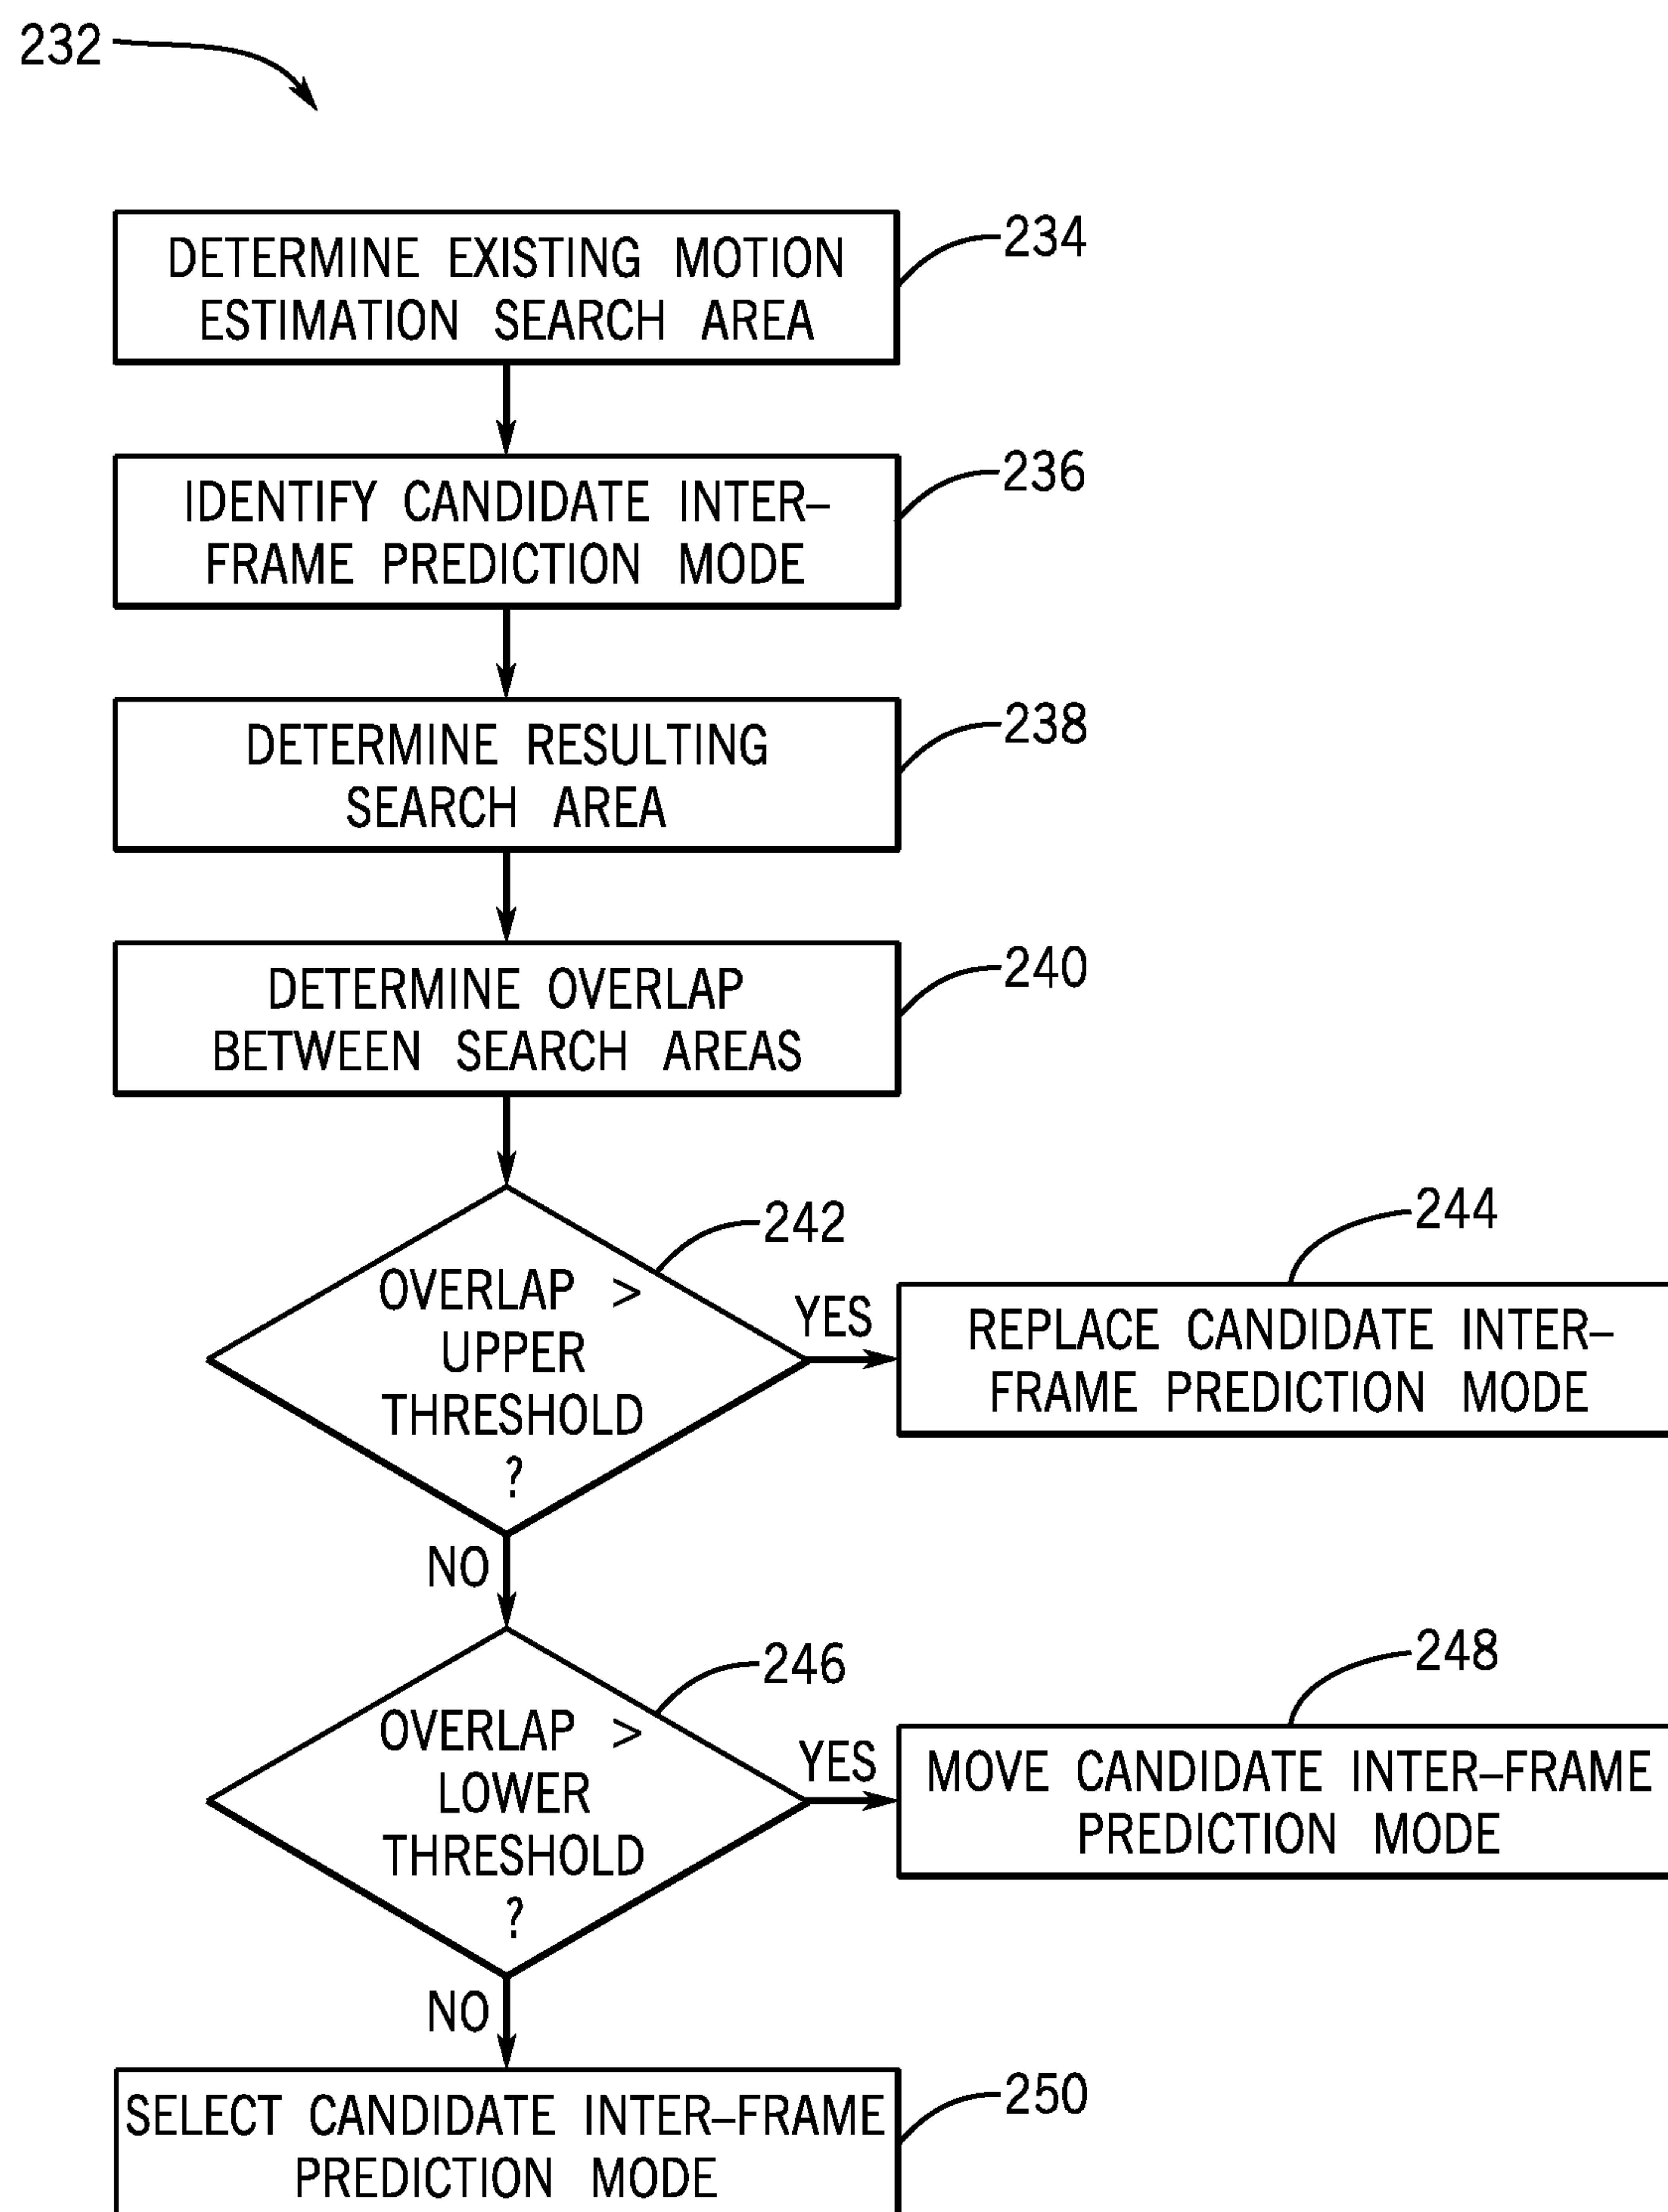 232
DETERMINE EXISTING MOTION
ESTIMATION SEARCH AREA
234
IDENTIFY CANDIDATE INTER–
FRAME PREDICTION MODE
236
DETERMINE RESULTING
SEARCH AREA
238
DETERMINE OVERLAP
BETWEEN SEARCH AREAS
240
OVERLAP >
UPPER
THRESHOLD
?
242
YES
244
REPLACE CANDIDATE INTER–
FRAME PREDICTION MODE
NO
OVERLAP >
LOWER
THRESHOLD
?
246
YES
248
MOVE CANDIDATE INTER–FRAME
PREDICTION MODE
NO
SELECT CANDIDATE INTER–FRAME
PREDICTION MODE
250